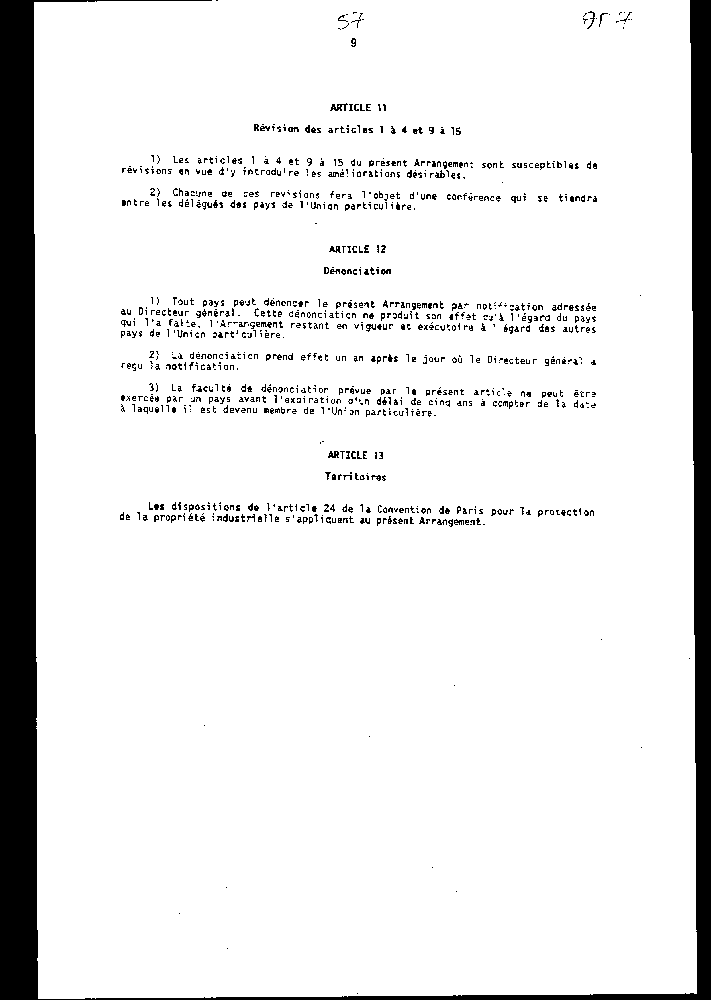 57
9
ARTICLE 11
Révision des articles 1 à 4 et 9 à 15
1) Les articles 1 à 4 et 9 à 15 du présent Arrangement sont susceptibles de
révisions en vue d'y introduire les améliorations désirables.
2) Chacune de ces revisions fera l'objet d'une conférence qui se tiendra
entre les délégués des pays de l'Union particulière.
ARTICLE 12
Dénonciation
1) Tout pays peut dénoncer le présent Arrangement par notification adressée
au Directeur général. Cette dénonciation ne produit son effet qu'à l'égard du pays
qui l'a faite, l'Arrangement restant en vigueur et exécutoire à l'égard des autres
pays de l'Union particulière.
2) La dénonciation prend effet un an après le jour où le Directeur général a
reçu la notification.
3) La faculté de dénonciation prévue par le présent article ne peut être
exercée par un pays avant l'expiration d'un délai de cinq ans à compter de la date
à laquelle il est devenu membre de l'Union particulière.
ARTICLE 13
Territoires
Les dispositions de l'article 24 de la Convention de Paris pour la protection
de la propriété industrielle s'appliquent au présent Arrangement.